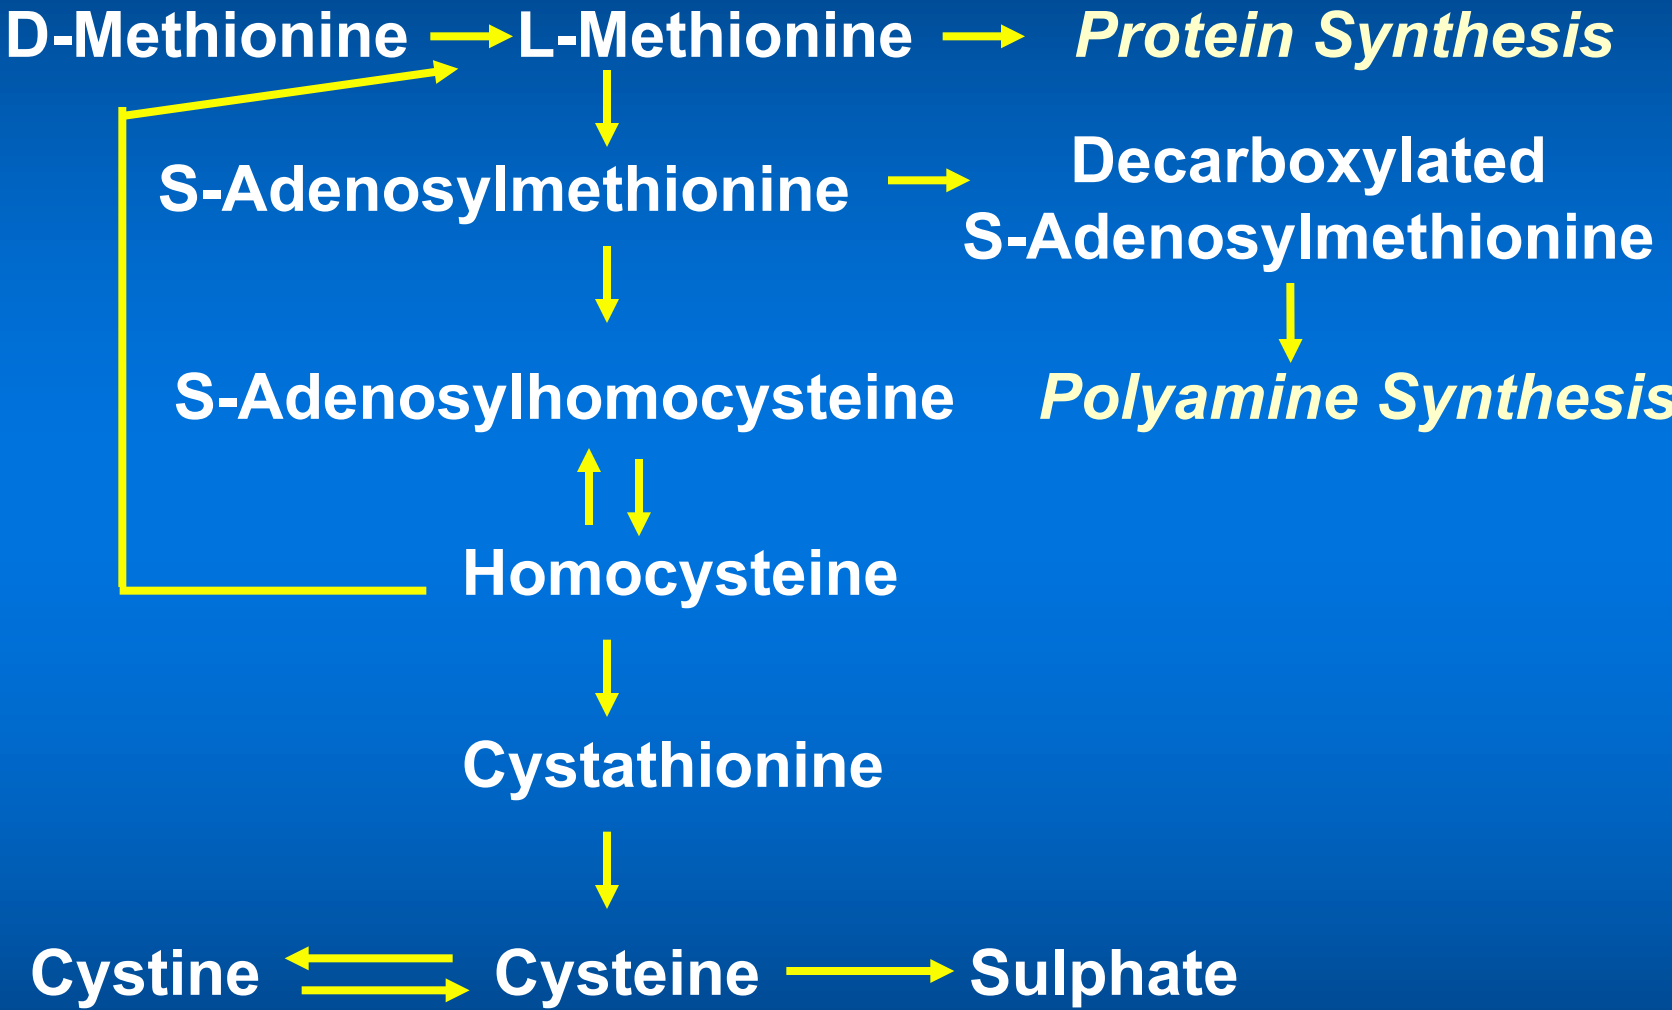 D-Methionine
L-Methionine
Protein Synthesis
S-Adenosylmethionine
Decarboxylated
S-Adenosylmethionine
S-Adenosylhomocysteine
Polyamine Synthesis
Homocysteine
Cystathionine
Cystine
Cysteine
Sulphate